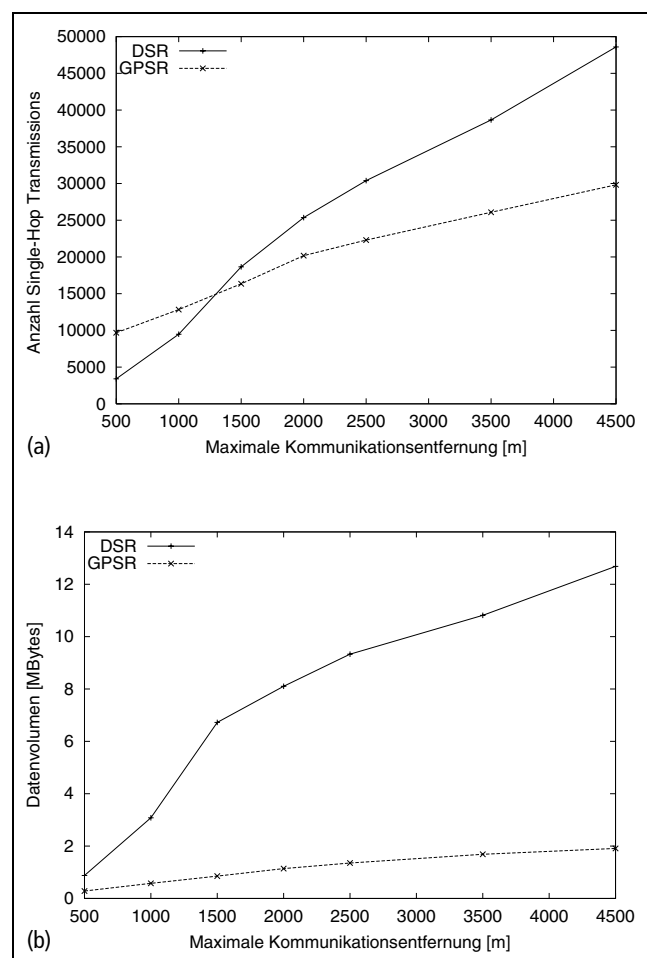 50000
45000
40000
35000
30000
25000
20000
15000
10000
5000
0
Anzahl Single-Hop Transmissions
DSR
GPSR
500 1000 1500 2000 2500 3000 3500 4000 4500
Maximale Kommunikationsentfernung [m]
(a)
14
12
10
8
6
4
2
0
Datenvolumen [MBytes]
DSR
GPSR
500 1000 1500 2000 2500 3000 3500 4000 4500
Maximale Kommunikationsentfernung [m]
(b)